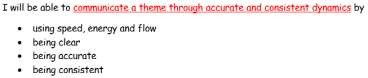 I will be able to communicate a theme through accurate and consistent dynamics by
• using speed, energy and flow
• being clear
• being accurate
• being consistent